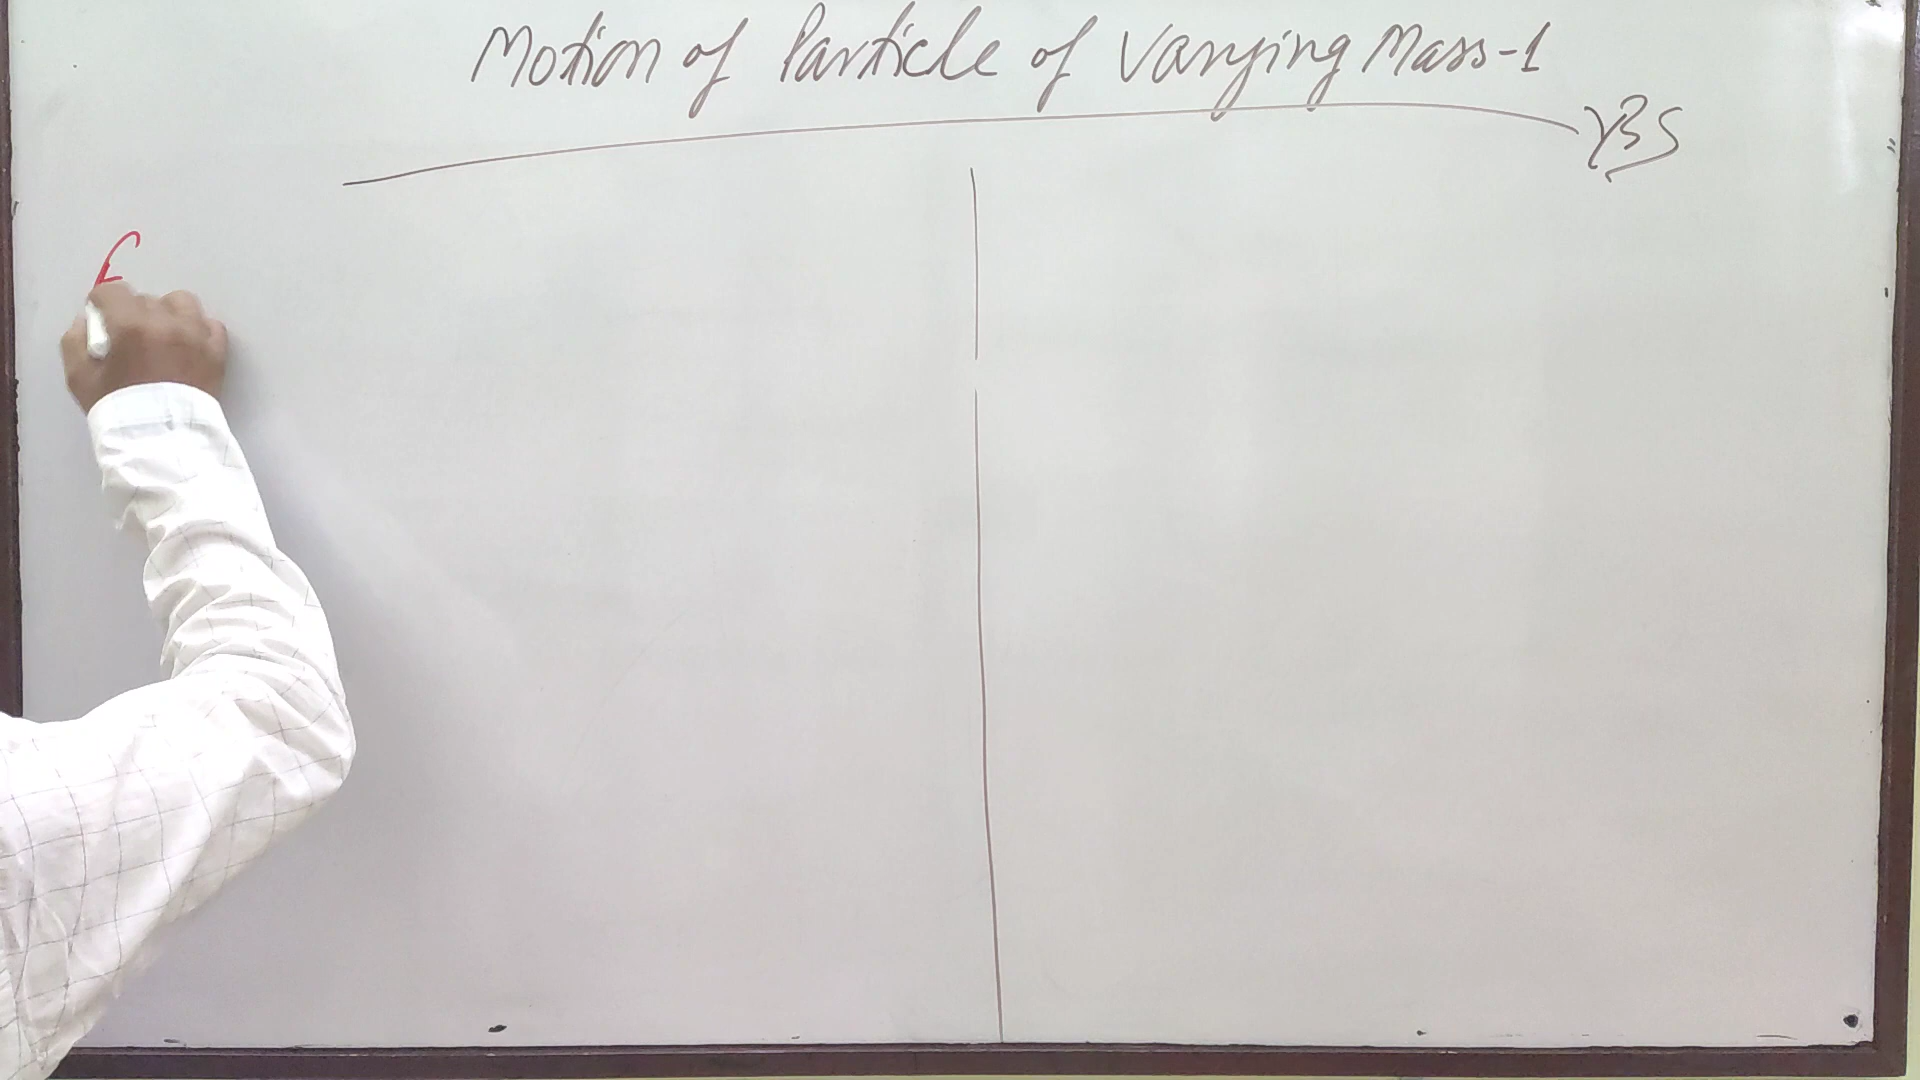 Motion of Particle of Varying Mass-1
YBS